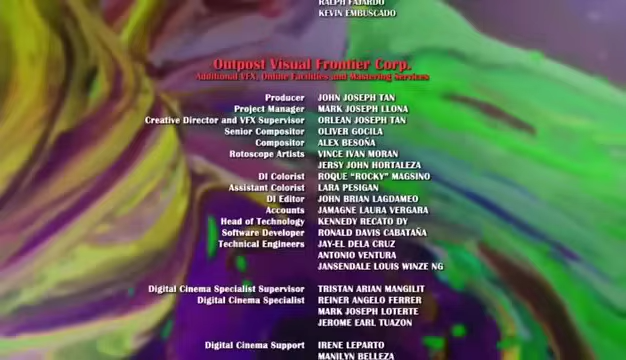 RALPH FAJARDO
KEVIN EMBUSCADO
Outpost Visual Frontier Corp.
Additional VFX, Online Facilities and Mastering Services
Producer JOHN JOSEPH TAN
Project Manager MARK JOSEPH LLONA
Creative Director and VFX Supervisor ORLEAN JOSEPH TAN
Senior Compositor OLIVER GOCILA
Compositor ALEX BESOÑA
Rotoscope Artists VINCE IVAN MORAN
JERSY JOHN HORTALEZA
DI Colorist ROQUE “ROCKY” MAGSINO
Assistant Colorist LARA PESIGAN
DI Editor JOHN BRIAN LAGDAMEO
Accounts JAMAGNE LAURA VERGARA
Head of Technology KENNEDY RECATO DY
Software Developer RONALD DAVIS CABATAÑA
Technical Engineers JAY-EL DELA CRUZ
ANTONIO VENTURA
JANSENDALE LOUIS WINZE NG
Digital Cinema Specialist Supervisor TRISTAN ARIAN MANGILIT
Digital Cinema Specialist REINER ANGELO FERRER
MARK JOSEPH LOTERTE
JEROME EARL TUAZON
Digital Cinema Support IRENE LEPARTO
MANILYN BELLEZA